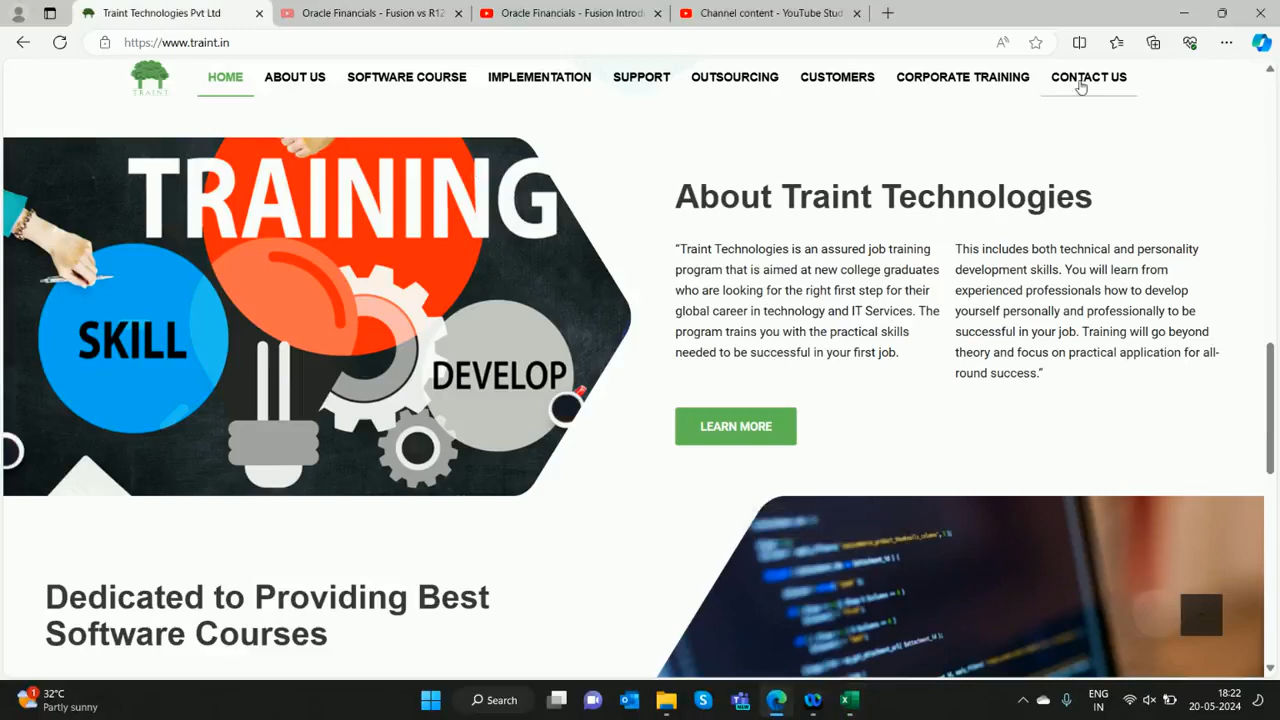 Traint Technologies Pvt Ltd
Oracle Financials - Fusion vs R12
Oracle Financials - Fusion Introd
Channel content - YouTube Stud
https://www.traint.in
TRAINT
HOME
ABOUT US
SOFTWARE COURSE
IMPLEMENTATION
SUPPORT
OUTSOURCING
CUSTOMERS
CORPORATE TRAINING
CONTACT US
TRAINING
SKILL
DEVELOP
About Traint Technologies
“Traint Technologies is an assured job training
program that is aimed at new college graduates
who are looking for the right first step for their
global career in technology and IT Services. The
program trains you with the practical skills
needed to be successful in your first job.
This includes both technical and personality
development skills. You will learn from
experienced professionals how to develop
yourself personally and professionally to be
successful in your job. Training will go beyond
theory and focus on practical application for all-
round success.”
LEARN MORE
Dedicated to Providing Best
Software Courses
1
32°C
Partly sunny
Search
ENG
IN
18:22
20-05-2024